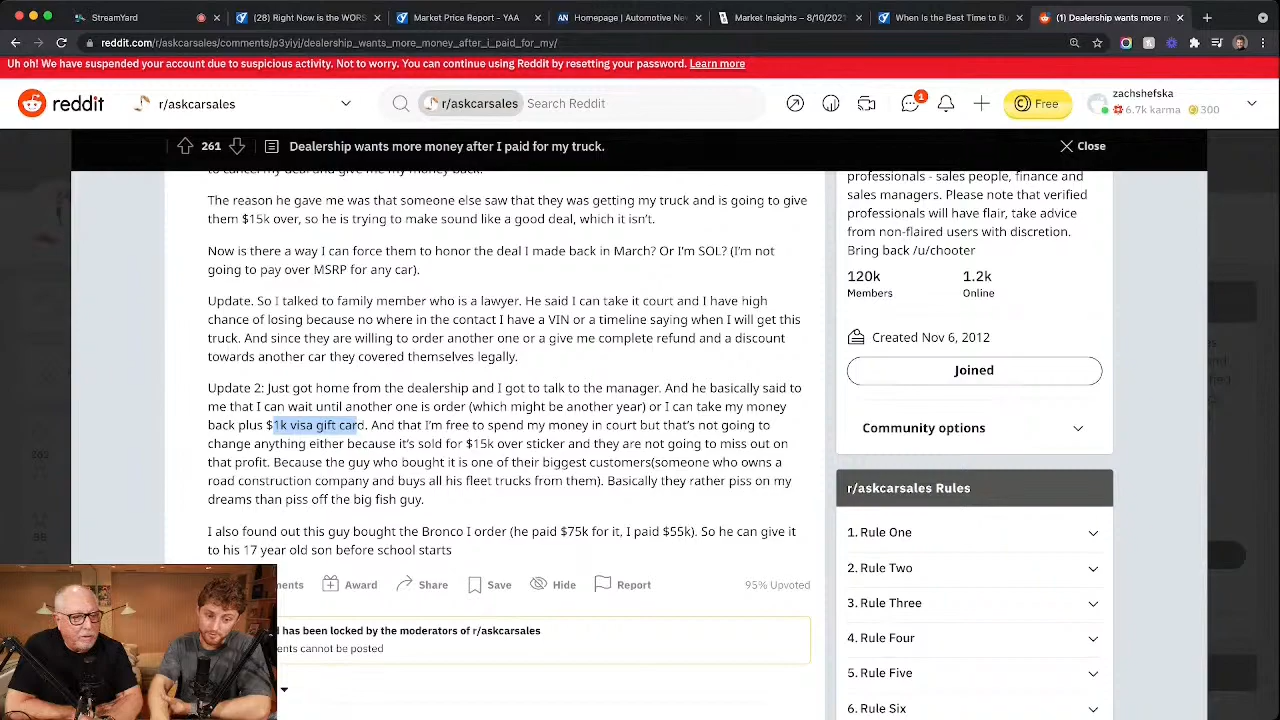 StreamYard
(28) Right Now is the WORS
Market Price Report - YAA
Homepage | Automotive Ne
Market Insights – 8/10/2021
When Is the Best Time to Bu
(1) Dealership wants more m
reddit.com/r/askcarsales/comments/p3yiyj/dealership_wants_more_money_after_i_paid_for_my/
Uh oh! We have suspended your account due to suspicious activity. Not to worry. You can continue using Reddit by resetting your password. Learn more
reddit
r/askcarsales
r/askcarsales
Search Reddit
1
Free
zachshefska
6.7k karma
300
261
Dealership wants more money after I paid for my truck.
Close
to cancel my deal and give me my money back.
The reason he gave me was that someone else saw that they was getting my truck and is going to give
them $15k over, so he is trying to make sound like a good deal, which it isn't.
Now is there a way I can force them to honor the deal I made back in March? Or I'm SOL? (I'm not
going to pay over MSRP for any car).
Update. So I talked to family member who is a lawyer. He said I can take it court and I have high
chance of losing because no where in the contact I have a VIN or a timeline saying when I will get this
truck. And since they are willing to order another one or a give me complete refund and a discount
towards another car they covered themselves legally.
Update 2: Just got home from the dealership and I got to talk to the manager. And he basically said to
me that I can wait until another one is order (which might be another year) or I can take my money
back plus $1k visa gift card. And that I'm free to spend my money in court but that's not going to
change anything either because it's sold for $15k over sticker and they are not going to miss out on
that profit. Because the guy who bought it is one of their biggest customers(someone who owns a
road construction company and buys all his fleet trucks from them). Basically they rather piss on my
dreams than piss off the big fish guy.
I also found out this guy bought the Bronco I order (he paid $75k for it, I paid $55k). So he can give it
to his 17 year old son before school starts
ments
Award
Share
Save
Hide
Report
95% Upvoted
has been locked by the moderators of r/askcarsales
ents cannot be posted
professionals - sales people, finance and
sales managers. Please note that verified
professionals will have flair, take advice
from non-flaired users with discretion.
Bring back /u/chooter
120k
1.2k
Members
Online
Created Nov 6, 2012
Joined
Community options
r/askcarsales Rules
1. Rule One
2. Rule Two
3. Rule Three
4. Rule Four
5. Rule Five
6. Rule Six